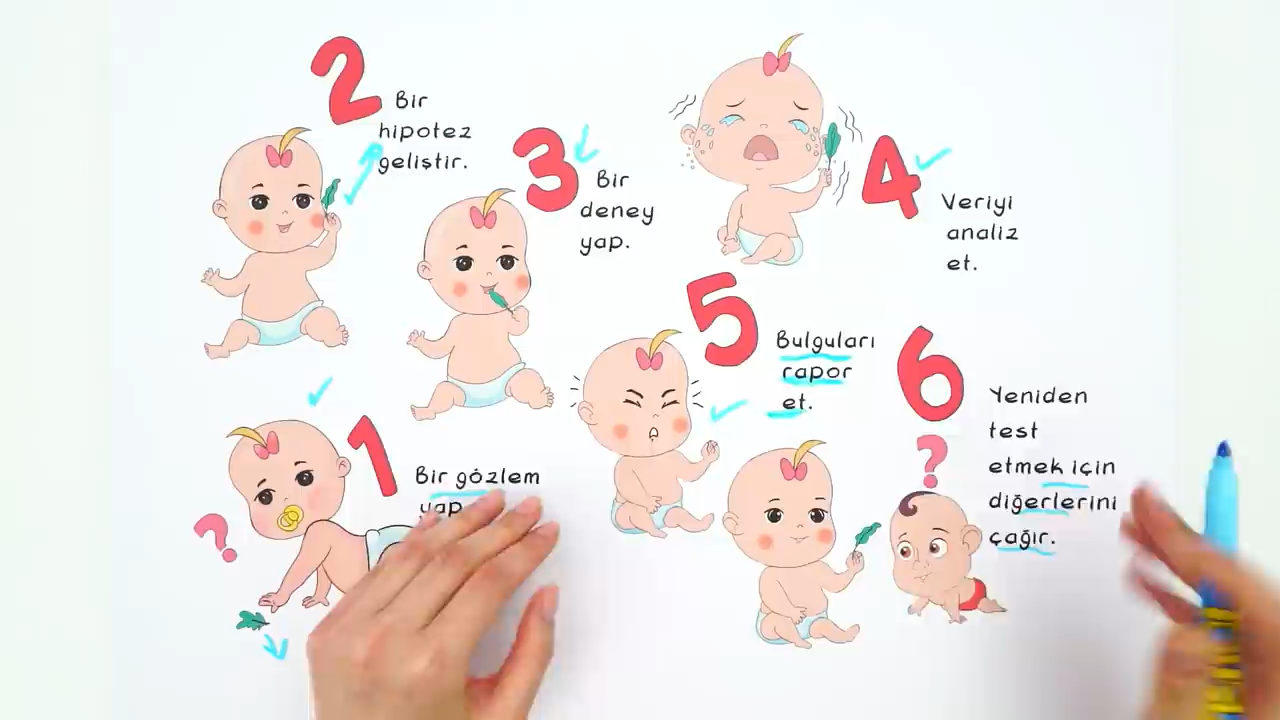 1
Bir gözlem
yap
2
Bir
hipotez
geliştir.
3
Bir
deney
yap.
4
Veriyi
analiz
et.
5
Bulguları
rapor
et.
6
Yeniden
test
etmek için
diğerlerini
çağır.
?
?